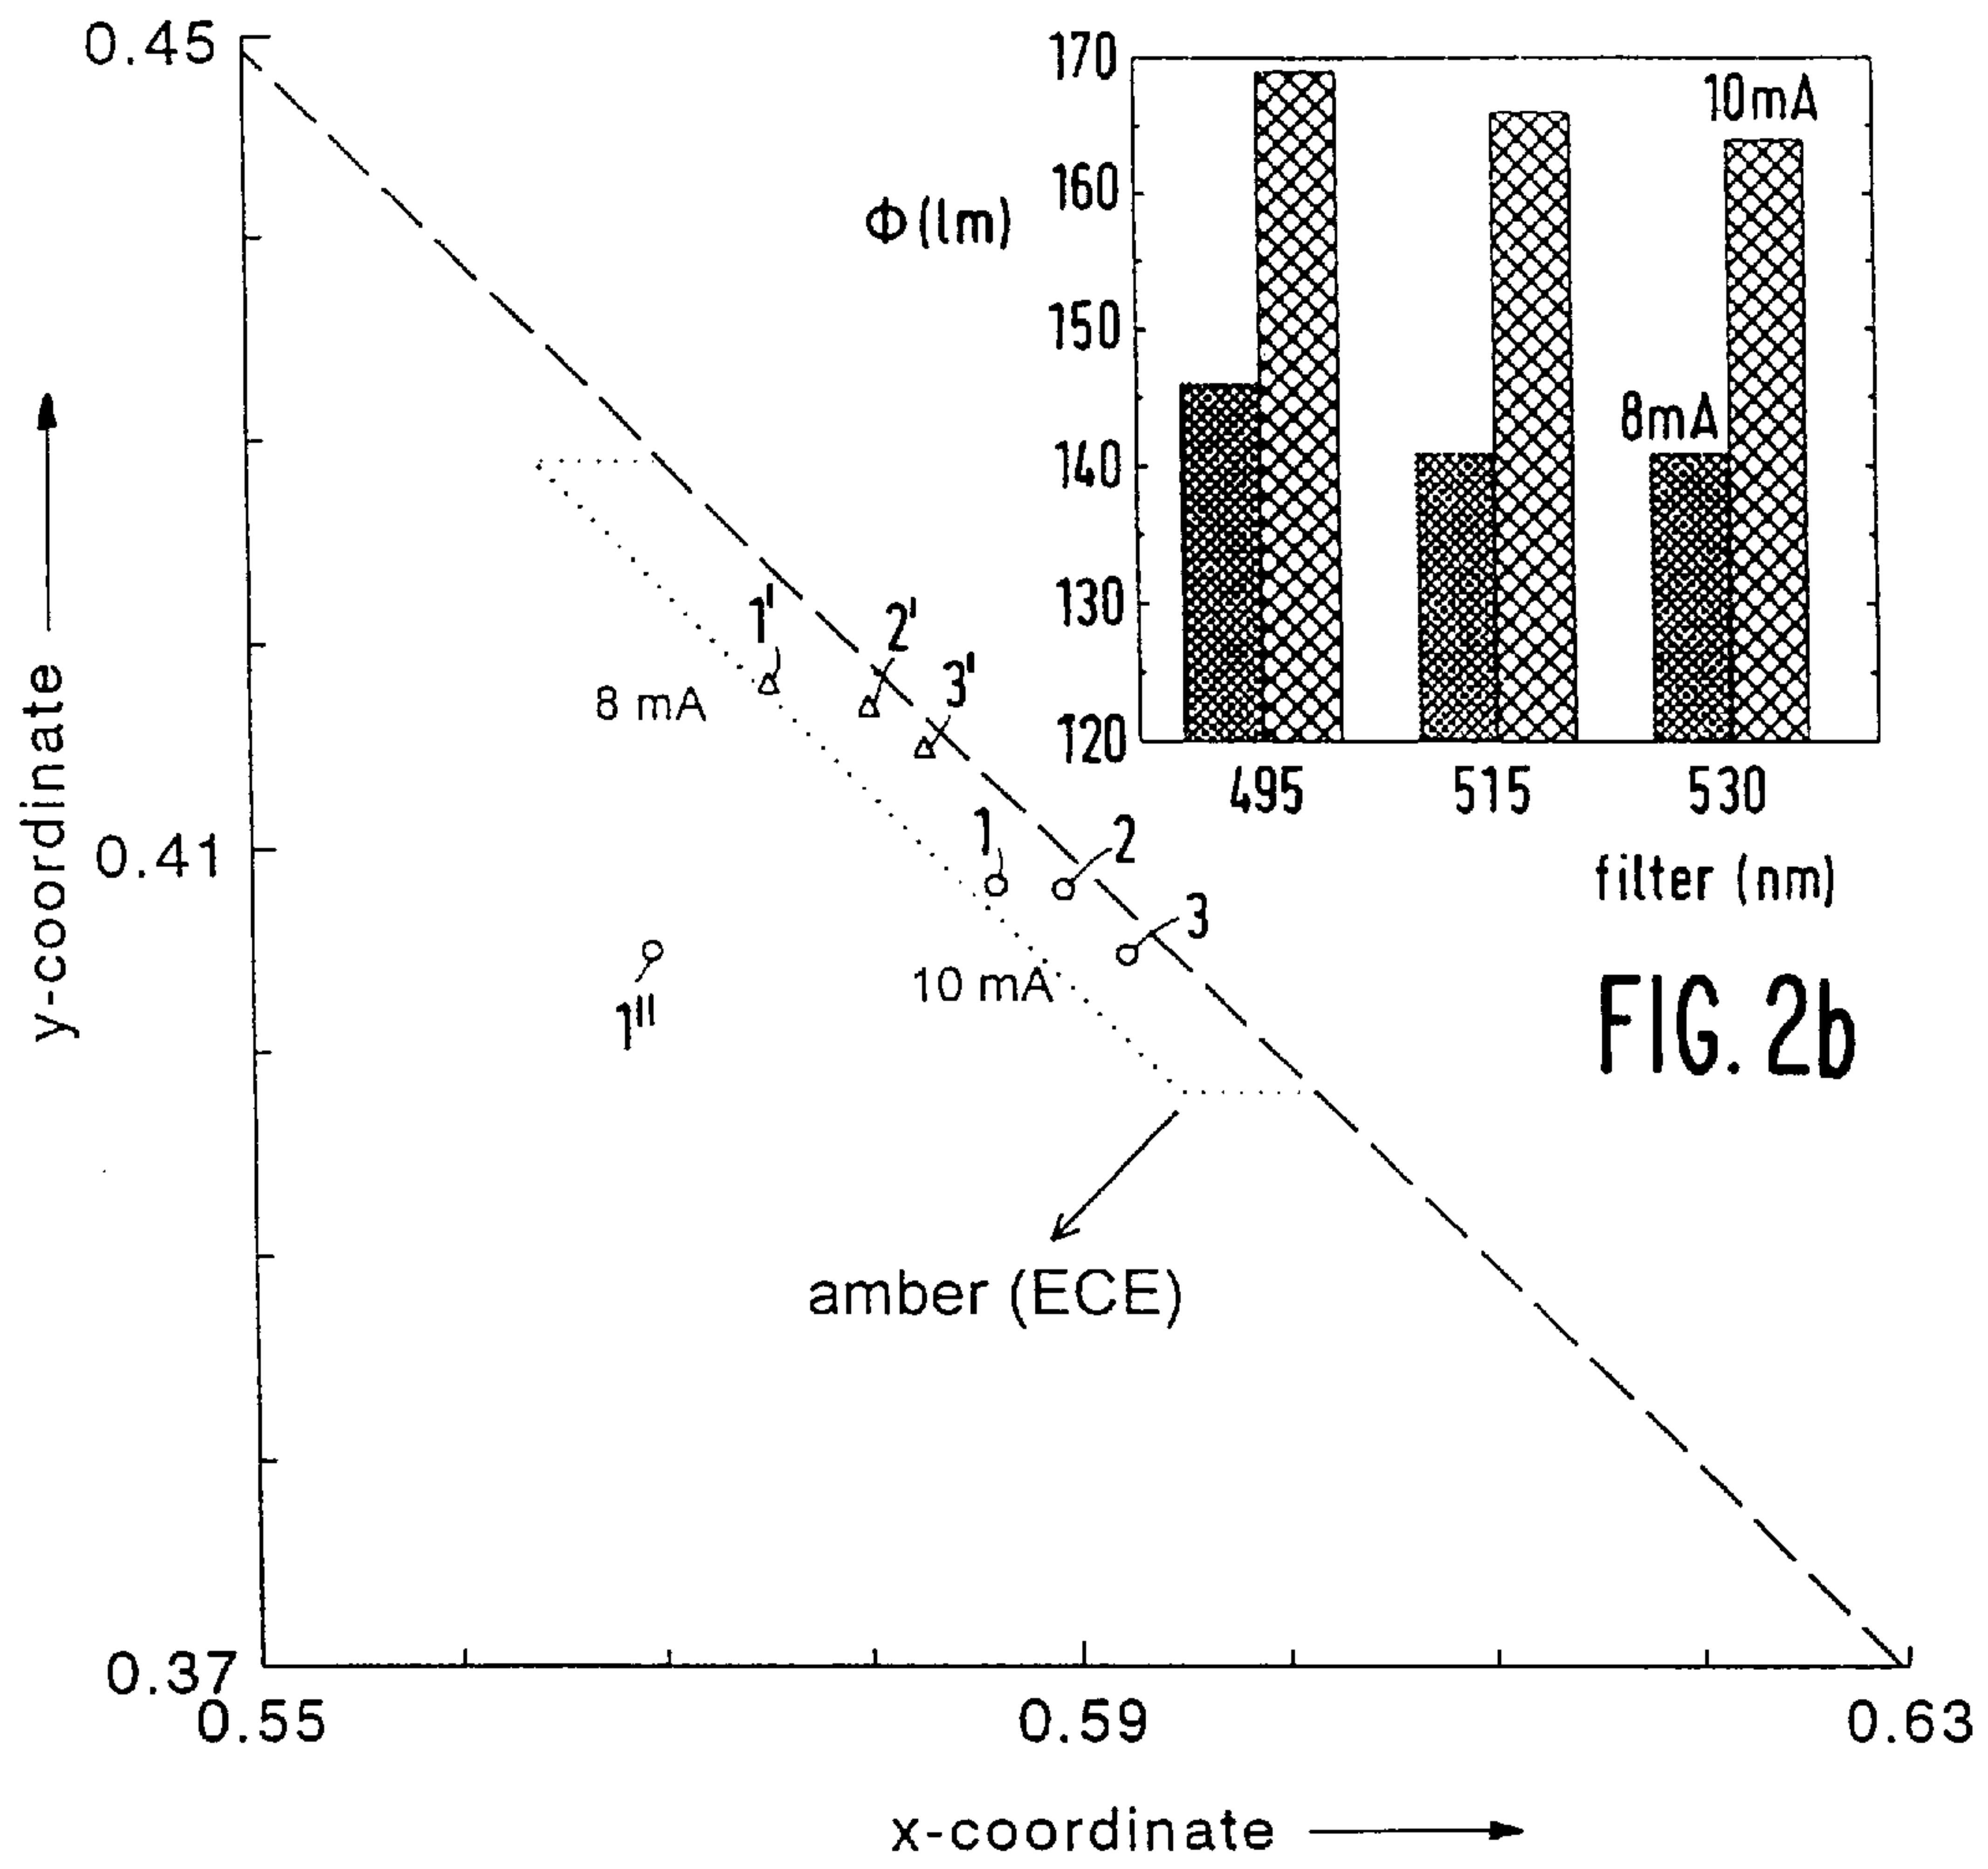 0.45
170
10mA
160
Φ(lm)
150
8mA
140
1'
2'
130
3'
8 mA
120
495 515 530
1
2
0.41
filter (nm)
3
y-coordinate
10 mA
1"
FIG. 2b
amber (ECE)
0.37
0.55 0.59 0.63
x-coordinate